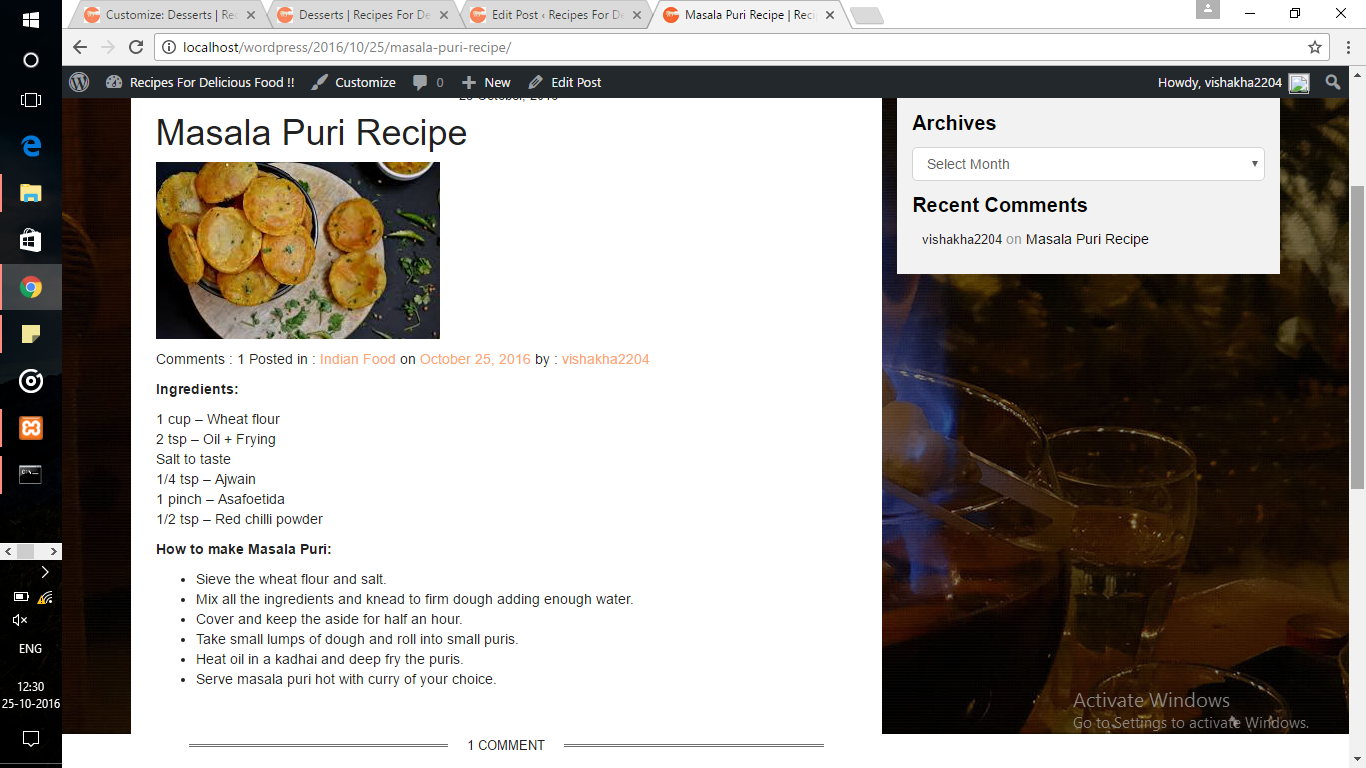 Customize: Desserts | Re
Desserts | Recipes For De
Edit Post ‹ Recipes For De
Masala Puri Recipe | Reci
localhost/wordpress/2016/10/25/masala-puri-recipe/
Recipes For Delicious Food !!
Customize
0
New
Edit Post
Howdy, vishakha2204
Masala Puri Recipe
Comments : 1 Posted in : Indian Food on October 25, 2016 by : vishakha2204
Ingredients:
1 cup – Wheat flour
2 tsp – Oil + Frying
Salt to taste
1/4 tsp – Ajwain
1 pinch – Asafoetida
1/2 tsp – Red chilli powder
How to make Masala Puri:
• Sieve the wheat flour and salt.
• Mix all the ingredients and knead to firm dough adding enough water.
• Cover and keep the aside for half an hour.
• Take small lumps of dough and roll into small puris.
• Heat oil in a kadhai and deep fry the puris.
• Serve masala puri hot with curry of your choice.
1 COMMENT
Archives
Select Month
Recent Comments
vishakha2204 on Masala Puri Recipe
Activate Windows
Go to Settings to activate Windows.
ENG
12:30
25-10-2016